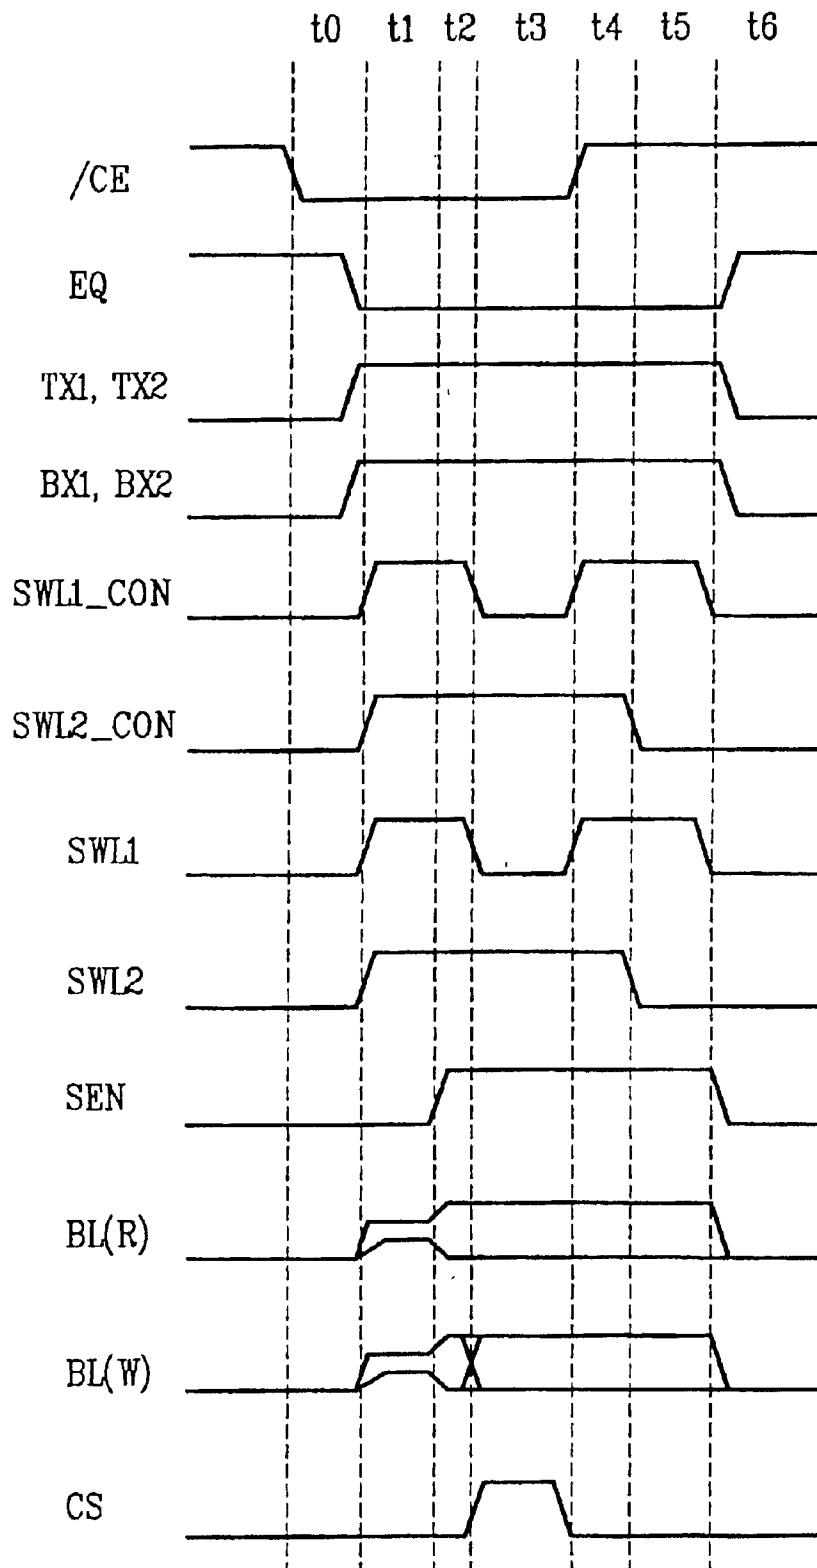 t0 t1 t2 t3 t4 t5 t6
/CE
EQ
TX1, TX2
BX1, BX2
SWL1_CON
SWL2_CON
SWL1
SWL2
SEN
BL(R)
BL(W)
CS